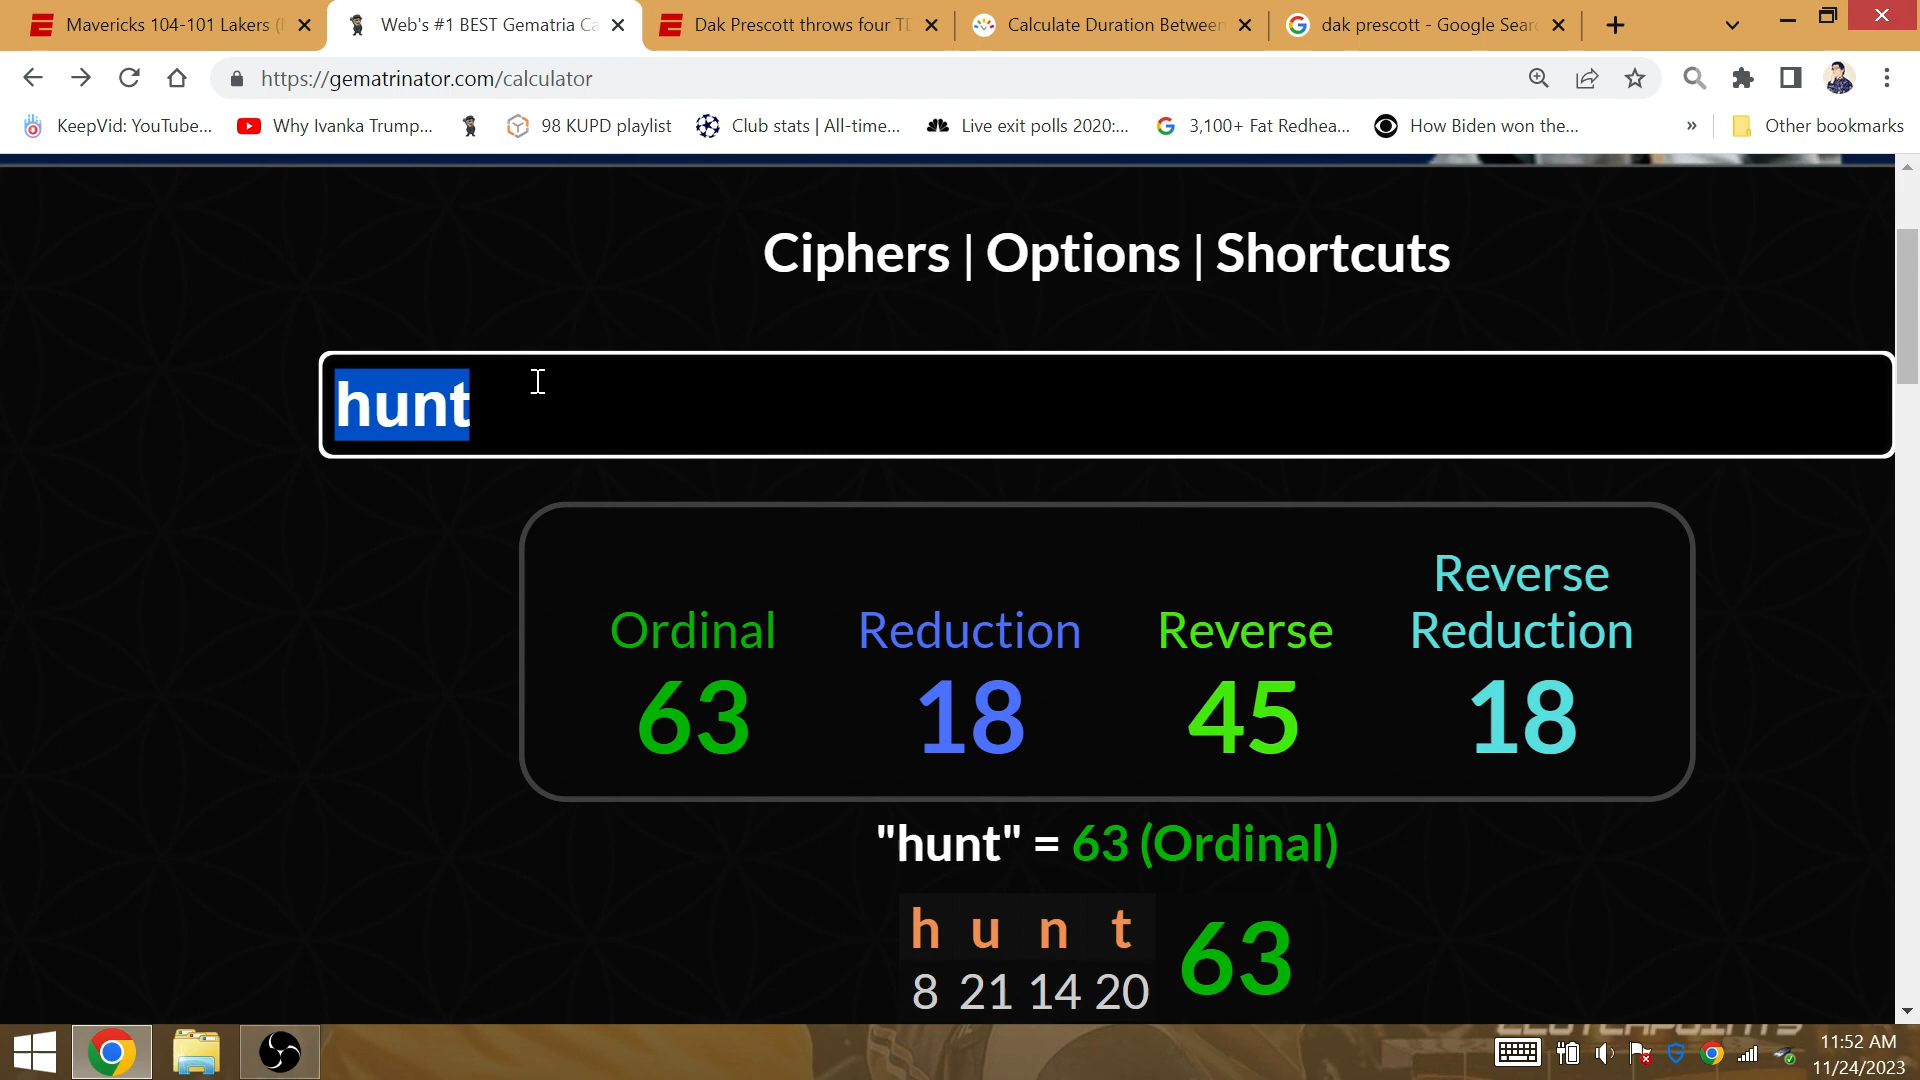 Mavericks 104-101 Lakers (
Web's #1 BEST Gematria Ca
Dak Prescott throws four TD
Calculate Duration Between
dak prescott - Google Sear
https://gematrinator.com/calculator
KeepVid: YouTube...
Why Ivanka Trump...
98 KUPD playlist
Club stats | All-time...
Live exit polls 2020:...
3,100+ Fat Redhea...
How Biden won the...
»
Other bookmarks
Ciphers | Options | Shortcuts
hunt
Ordinal
63
Reduction
18
Reverse
45
Reverse
Reduction
18
"hunt" = 63 (Ordinal)
h u n t
8 21 14 20
63
CLUTCHPOINTS
11:52 AM
11/24/2023